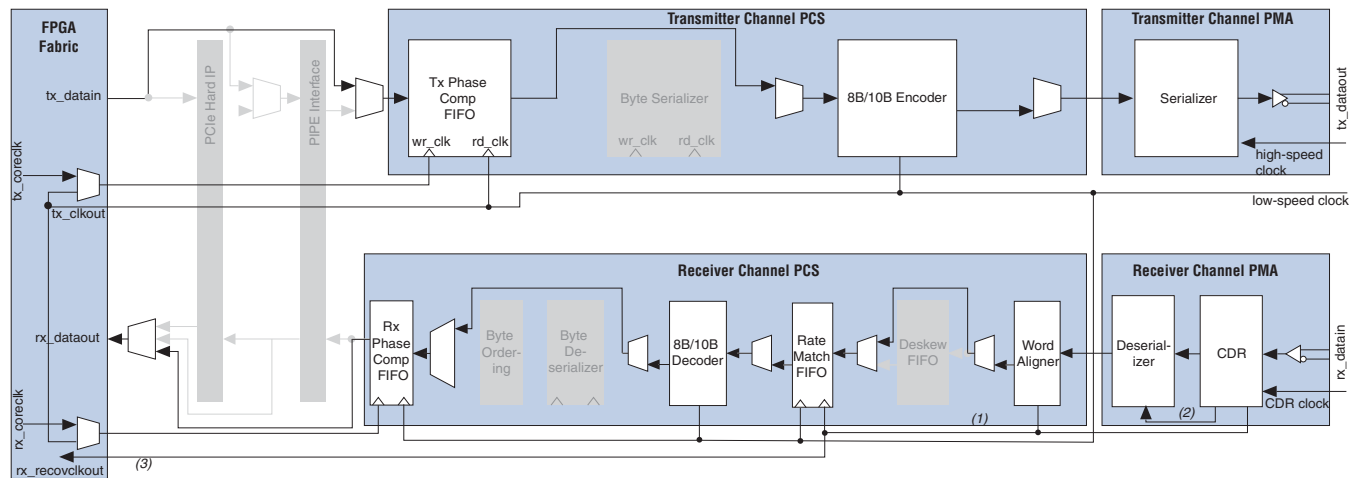 FPGA
Fabric
Transmitter Channel PCS
Transmitter Channel PMA
tx_datain
PCIe Hard IP
PIPE Interface
Tx Phase
Comp
FIFO
wr_clk
rd_clk
Byte Serializer
wr_clk
rd_clk
8B/10B Encoder
Serializer
tx_dataout
high-speed
clock
tx_coreclk
tx_clkout
low-speed clock
Receiver Channel PCS
Receiver Channel PMA
rx_dataout
Rx
Phase
Comp
FIFO
Byte
Order-
ing
Byte
De-
serializer
8B/10B
Decoder
Rate
Match
FIFO
Deskew
FIFO
Word
Aligner
Deserial-
izer
CDR
rx_datain
CDR clock
rx_coreclk
(1)
(2)
rx_recovclkout
(3)